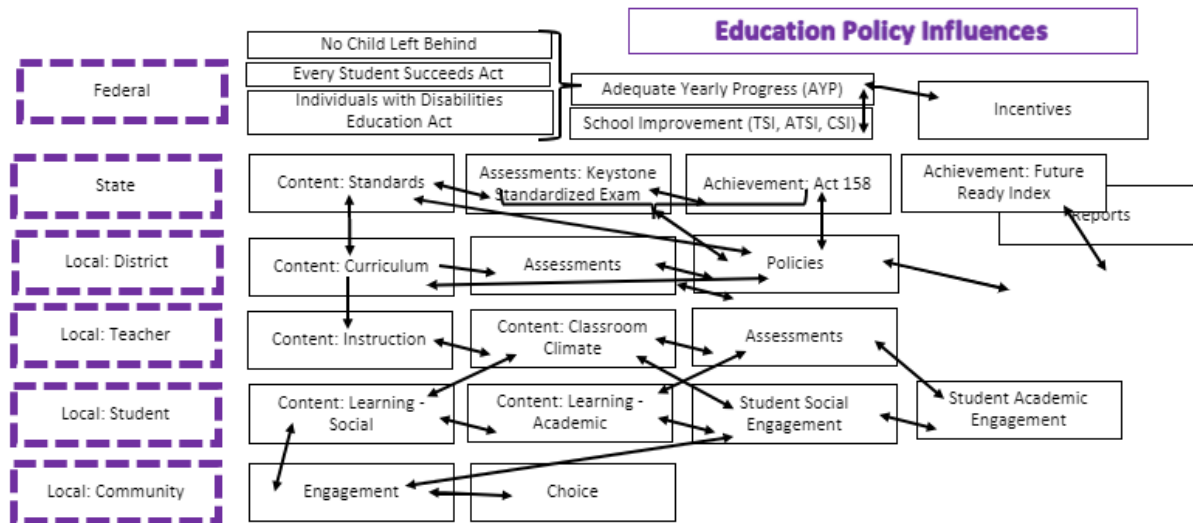 Education Policy Influences
No Child Left Behind
Federal
Every Student Succeeds Act
Individuals with Disabilities
Education Act
Adequate Yearly Progress (AYP)
School Improvement (TSI, ATSI, CSI)
Incentives
State
Content: Standards
Assessments: Keystone
Standardized Exam
Achievement: Act 158
Achievement: Future
Ready Index
Reports
Local: District
Content: Curriculum
Assessments
Policies
Local: Teacher
Content: Instruction
Content: Classroom
Climate
Assessments
Local: Student
Content: Learning -
Social
Content: Learning -
Academic
Student Social
Engagement
Student Academic
Engagement
Local: Community
Engagement
Choice